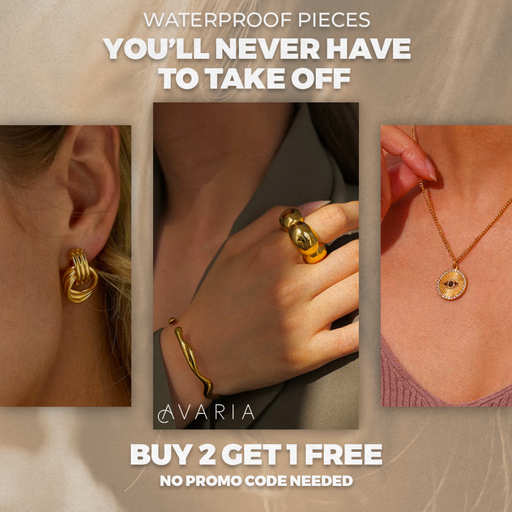 WATERPROOF PIECES
YOU'LL NEVER HAVE
TO TAKE OFF
AVARIA
BUY 2 GET 1 FREE
NO PROMO CODE NEEDED